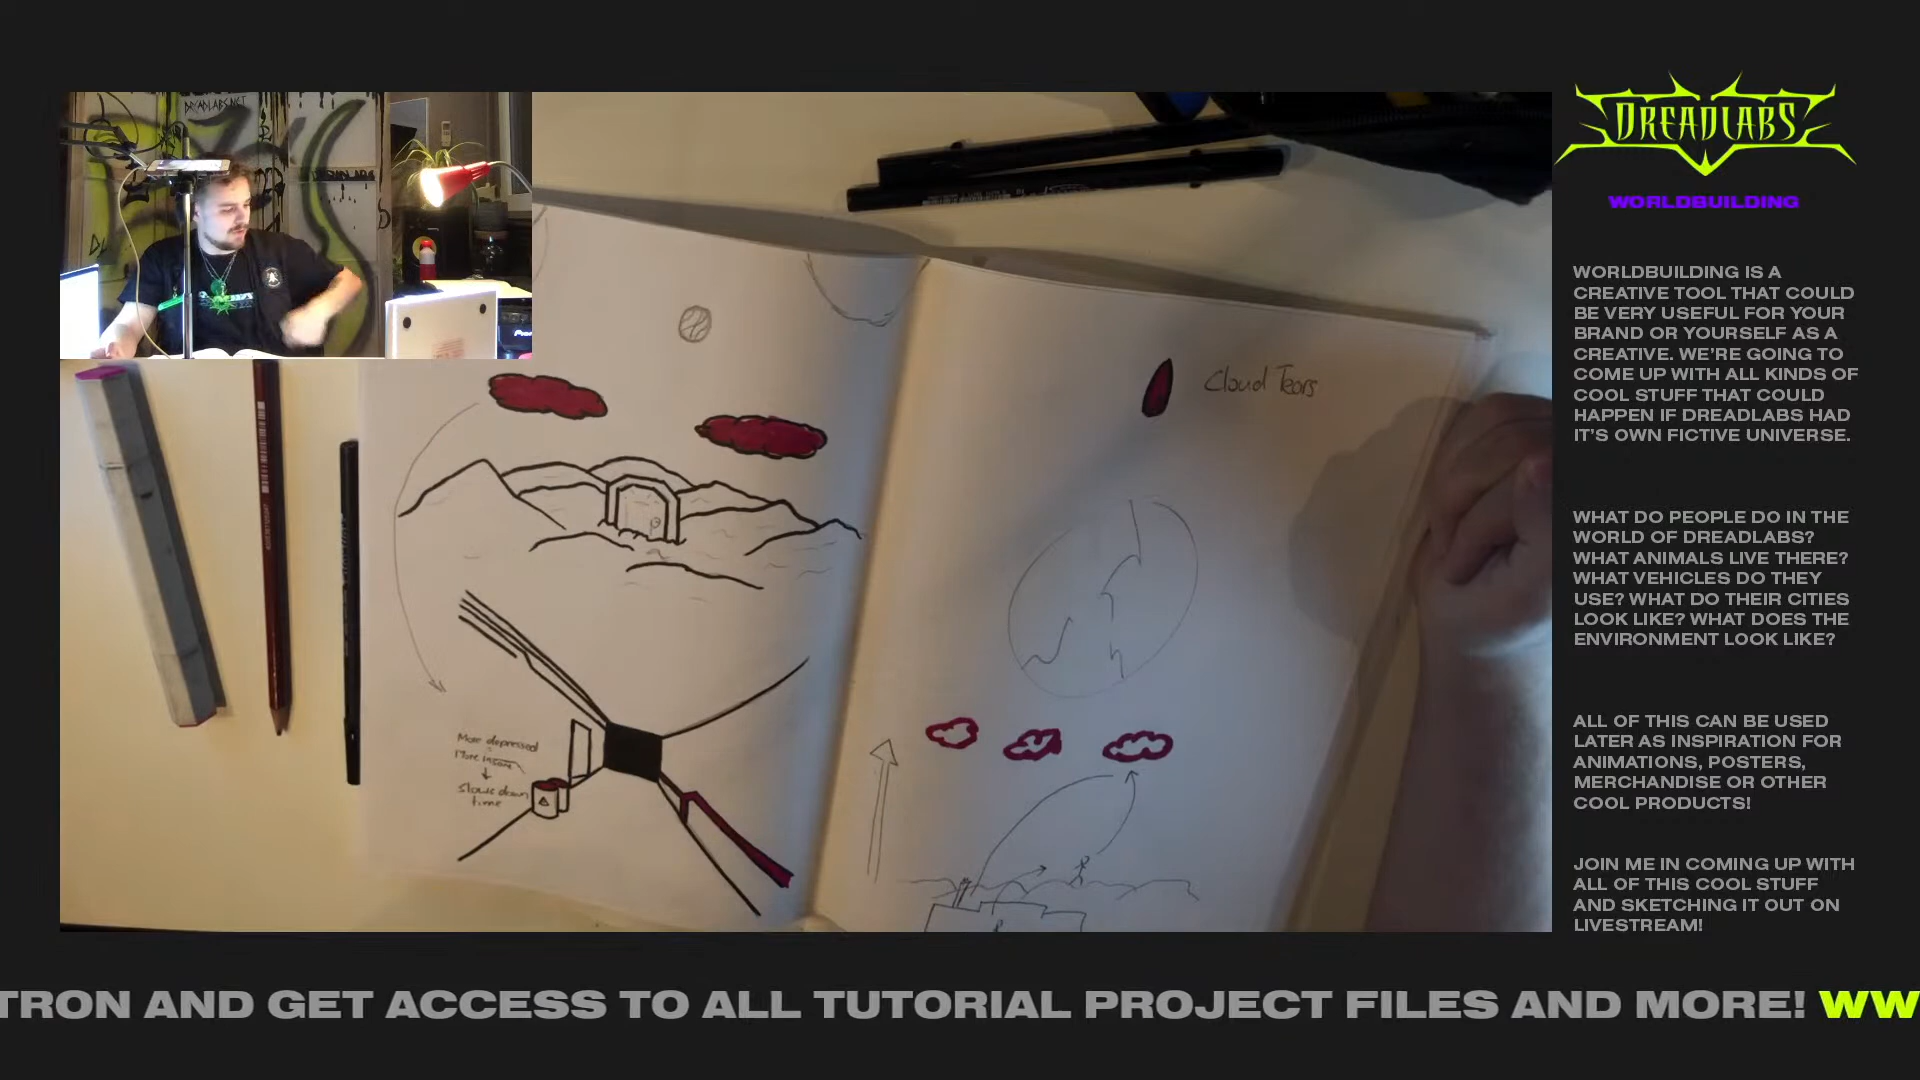 DREADLABS.NET
DREADLABS
WORLDBUILDING
WORLDBUILDING IS A
CREATIVE TOOL THAT COULD
BE VERY USEFUL FOR YOUR
BRAND OR YOURSELF AS A
CREATIVE. WE'RE GOING TO
COME UP WITH ALL KINDS OF
COOL STUFF THAT COULD
HAPPEN IF DREADLABS HAD
IT'S OWN FICTIVE UNIVERSE.
WHAT DO PEOPLE DO IN THE
WORLD OF DREADLABS?
WHAT ANIMALS LIVE THERE?
WHAT VEHICLES DO THEY
USE? WHAT DO THEIR CITIES
LOOK LIKE? WHAT DOES THE
ENVIRONMENT LOOK LIKE?
ALL OF THIS CAN BE USED
LATER AS INSPIRATION FOR
ANIMATIONS, POSTERS,
MERCHANDISE OR OTHER
COOL PRODUCTS!
JOIN ME IN COMING UP WITH
ALL OF THIS COOL STUFF
AND SKETCHING IT OUT ON
LIVESTREAM!
Cloud Tears
More depressed
More insane
Slows down
time
TRON AND GET ACCESS TO ALL TUTORIAL PROJECT FILES AND MORE! WW